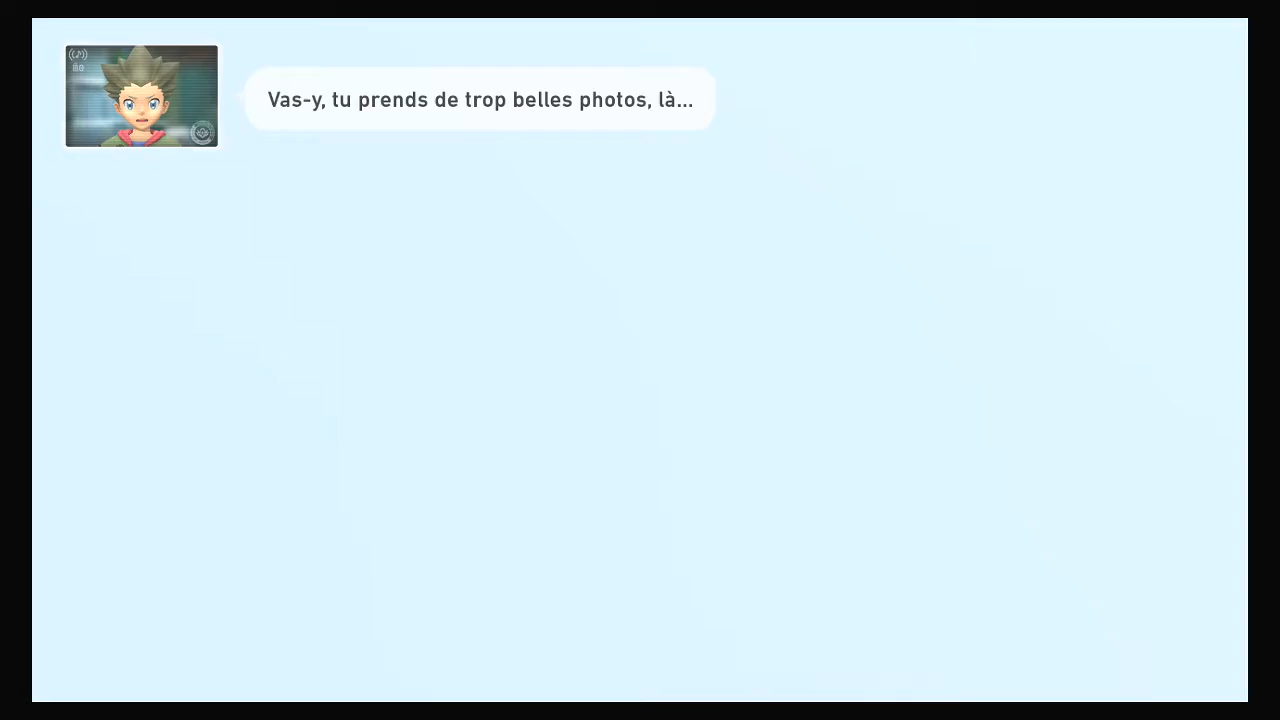 Vas-y, tu prends de trop belles photos, là...